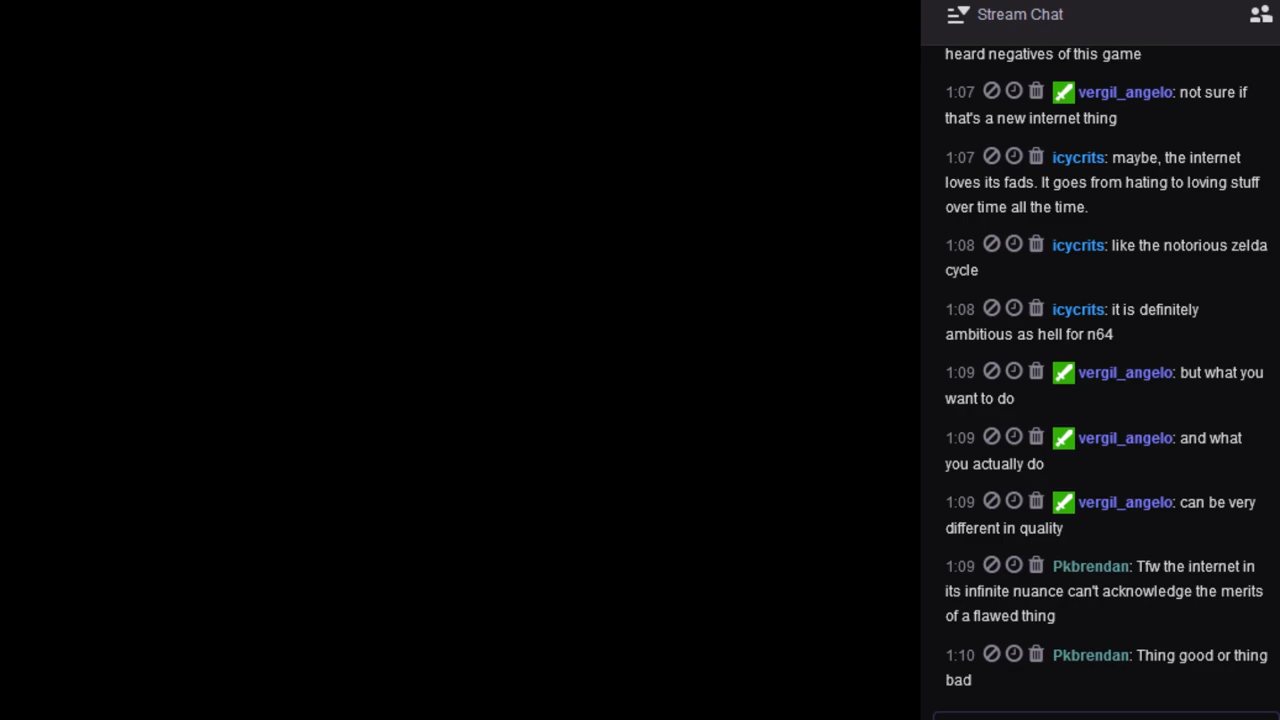 Stream Chat
heard negatives of this game
1:07 vergil_angelo: not sure if
that's a new internet thing
1:07 icycrits: maybe, the internet
loves its fads. It goes from hating to loving stuff
over time all the time.
1:08 icycrits: like the notorious zelda
cycle
1:08 icycrits: it is definitely
ambitious as hell for n64
1:09 vergil_angelo: but what you
want to do
1:09 vergil_angelo: and what
you actually do
1:09 vergil_angelo: can be very
different in quality
1:09 Pkbrendan: Tfw the internet in
its infinite nuance can't acknowledge the merits
of a flawed thing
1:10 Pkbrendan: Thing good or thing
bad